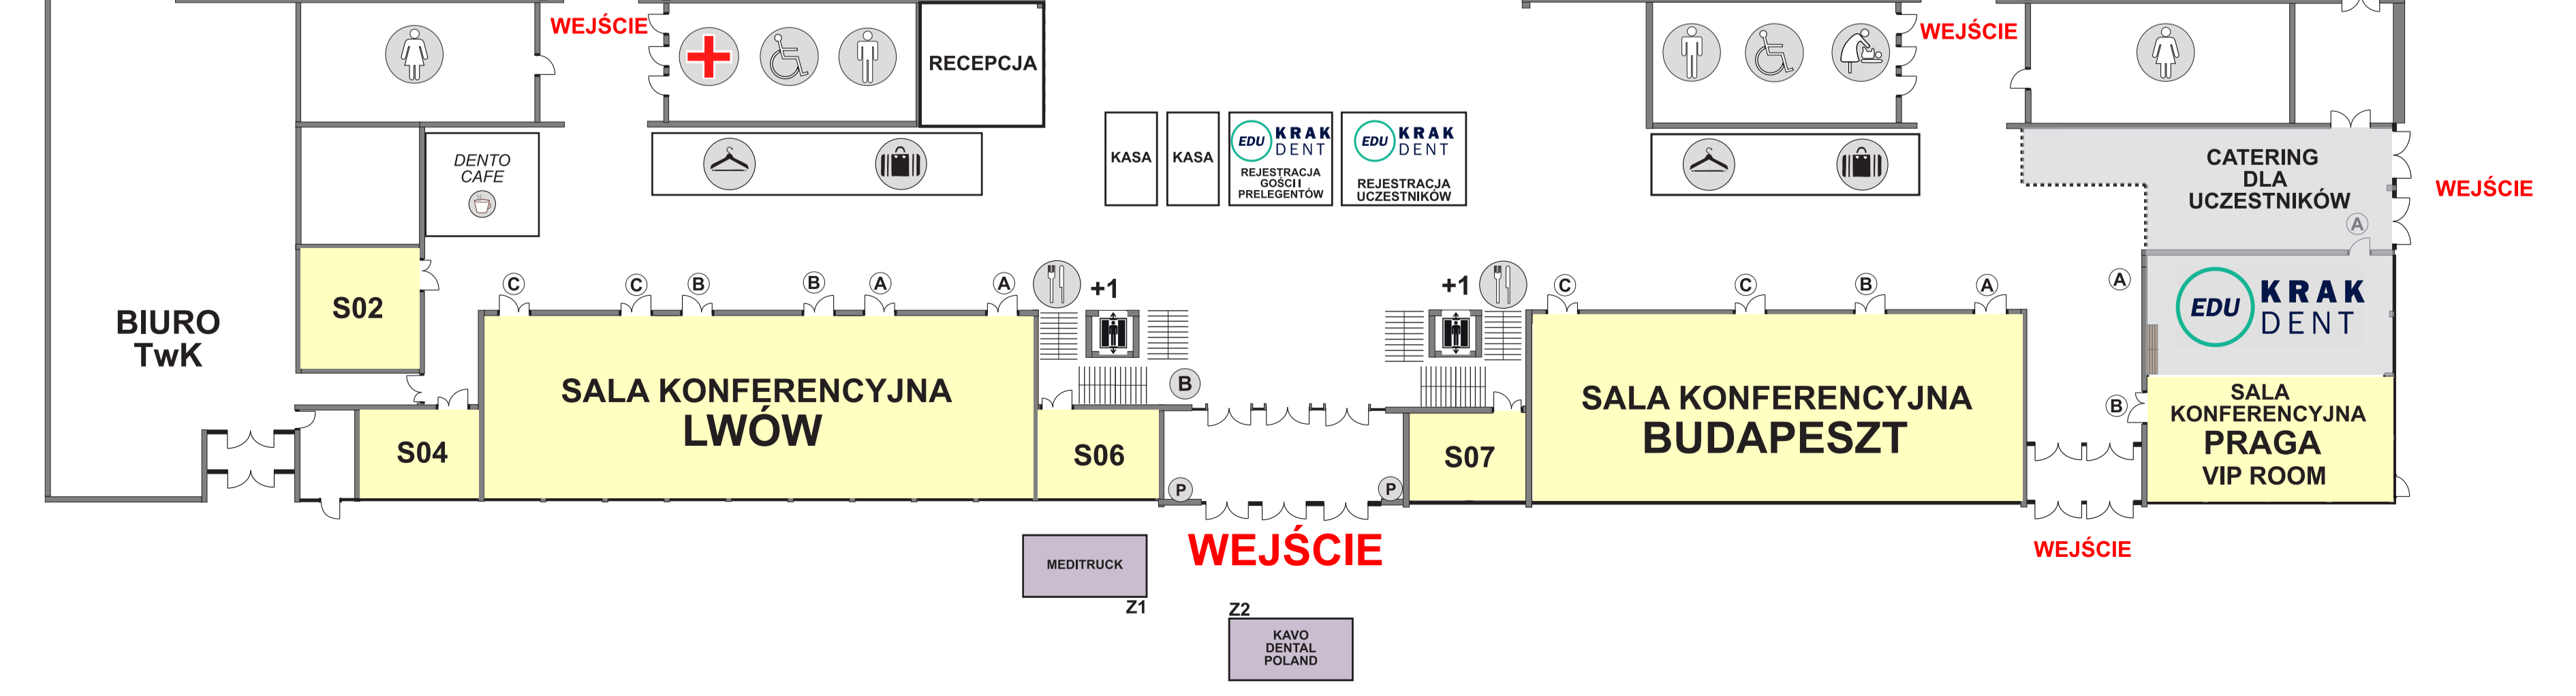 WEJŚCIE
WEJŚCIE
RECEPCJA
DENTO
CAFE
KASA
KASA
EDU KRAK
DENT
REJESTRACJA
GOŚCI I
PRELEGENTÓW
EDU KRAK
DENT
REJESTRACJA
UCZESTNIKÓW
CATERING
DLA
UCZESTNIKÓW
A
WEJŚCIE
BIURO
TwK
S02
C
C
B
B
A
A
+1
+1
C
C
B
A
A
EDU KRAK
DENT
SALA KONFERENCYJNA
LWÓW
B
SALA KONFERENCYJNA
BUDAPESZT
B
SALA
KONFERENCYJNA
PRAGA
VIP ROOM
S04
S06
P
P
S07
WEJŚCIE
WEJŚCIE
MEDITRUCK
Z1
Z2
KAVO
DENTAL
POLAND